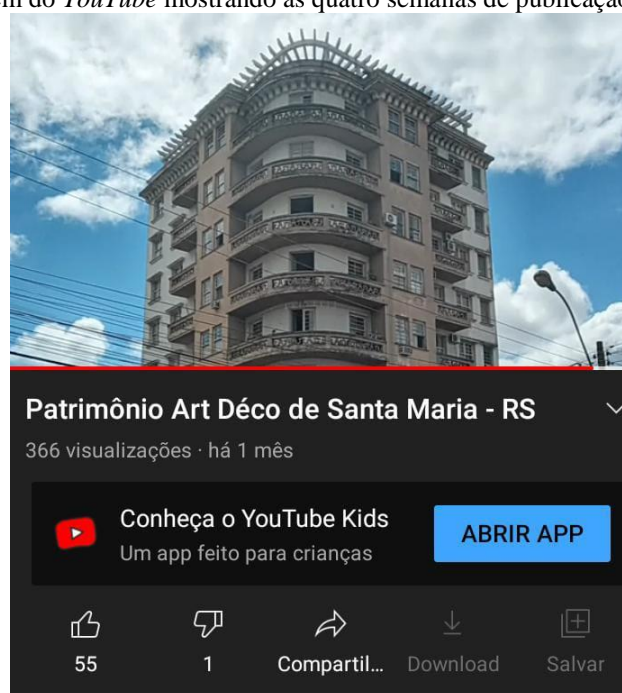 em do YouTube mostrando as quatro semanas de publicação
Patrimônio Art Déco de Santa Maria - RS
366 visualizações · há 1 mês
Conheça o YouTube Kids
Um app feito para crianças
ABRIR APP
55
1
Compartil...
Download
Salvar